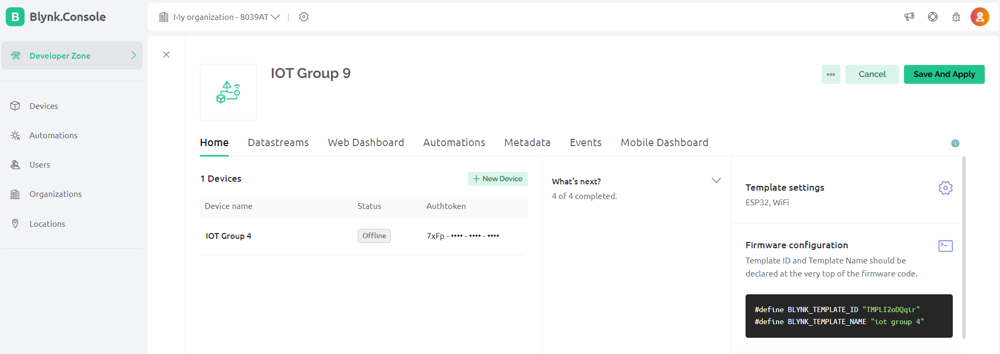 B Blynk.Console
My organization - 8039AT
Developer Zone
Devices
Automations
Users
Organizations
Locations
IOT Group 9
Cancel
Save And Apply
Home Datastreams Web Dashboard Automations Metadata Events Mobile Dashboard
1 Devices
+ New Device
Device name Status Authtoken
IOT Group 4 Offline 7xFp - •••• - •••• - ••••
What's next?
4 of 4 completed.
Template settings
ESP32, WiFi
Firmware configuration
Template ID and Template Name should be
declared at the very top of the firmware code.
#define BLYNK_TEMPLATE_ID "TMPLI2oDQqir"
#define BLYNK_TEMPLATE_NAME "iot group 4"